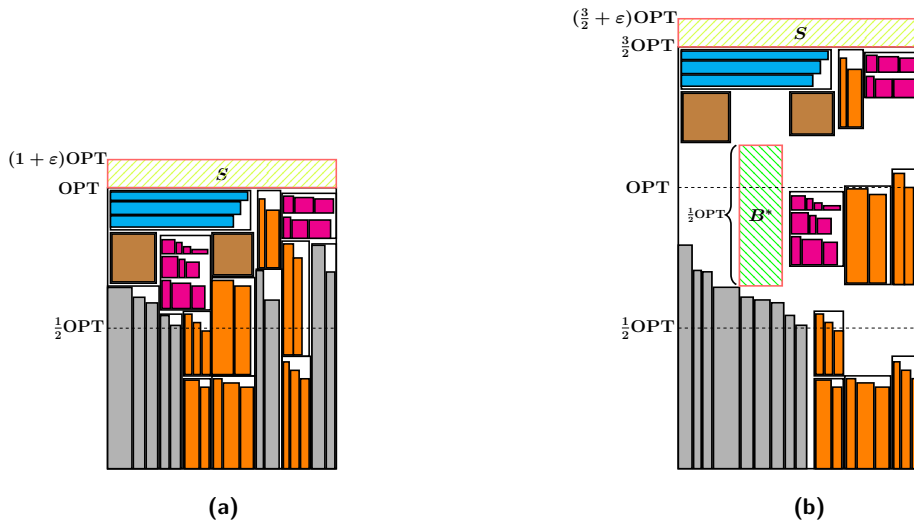 (1 + ε)OPT
S
OPT
½OPT
(a)
(3/2 + ε)OPT
S
3/2OPT
OPT
½OPT
B*
½OPT
(b)